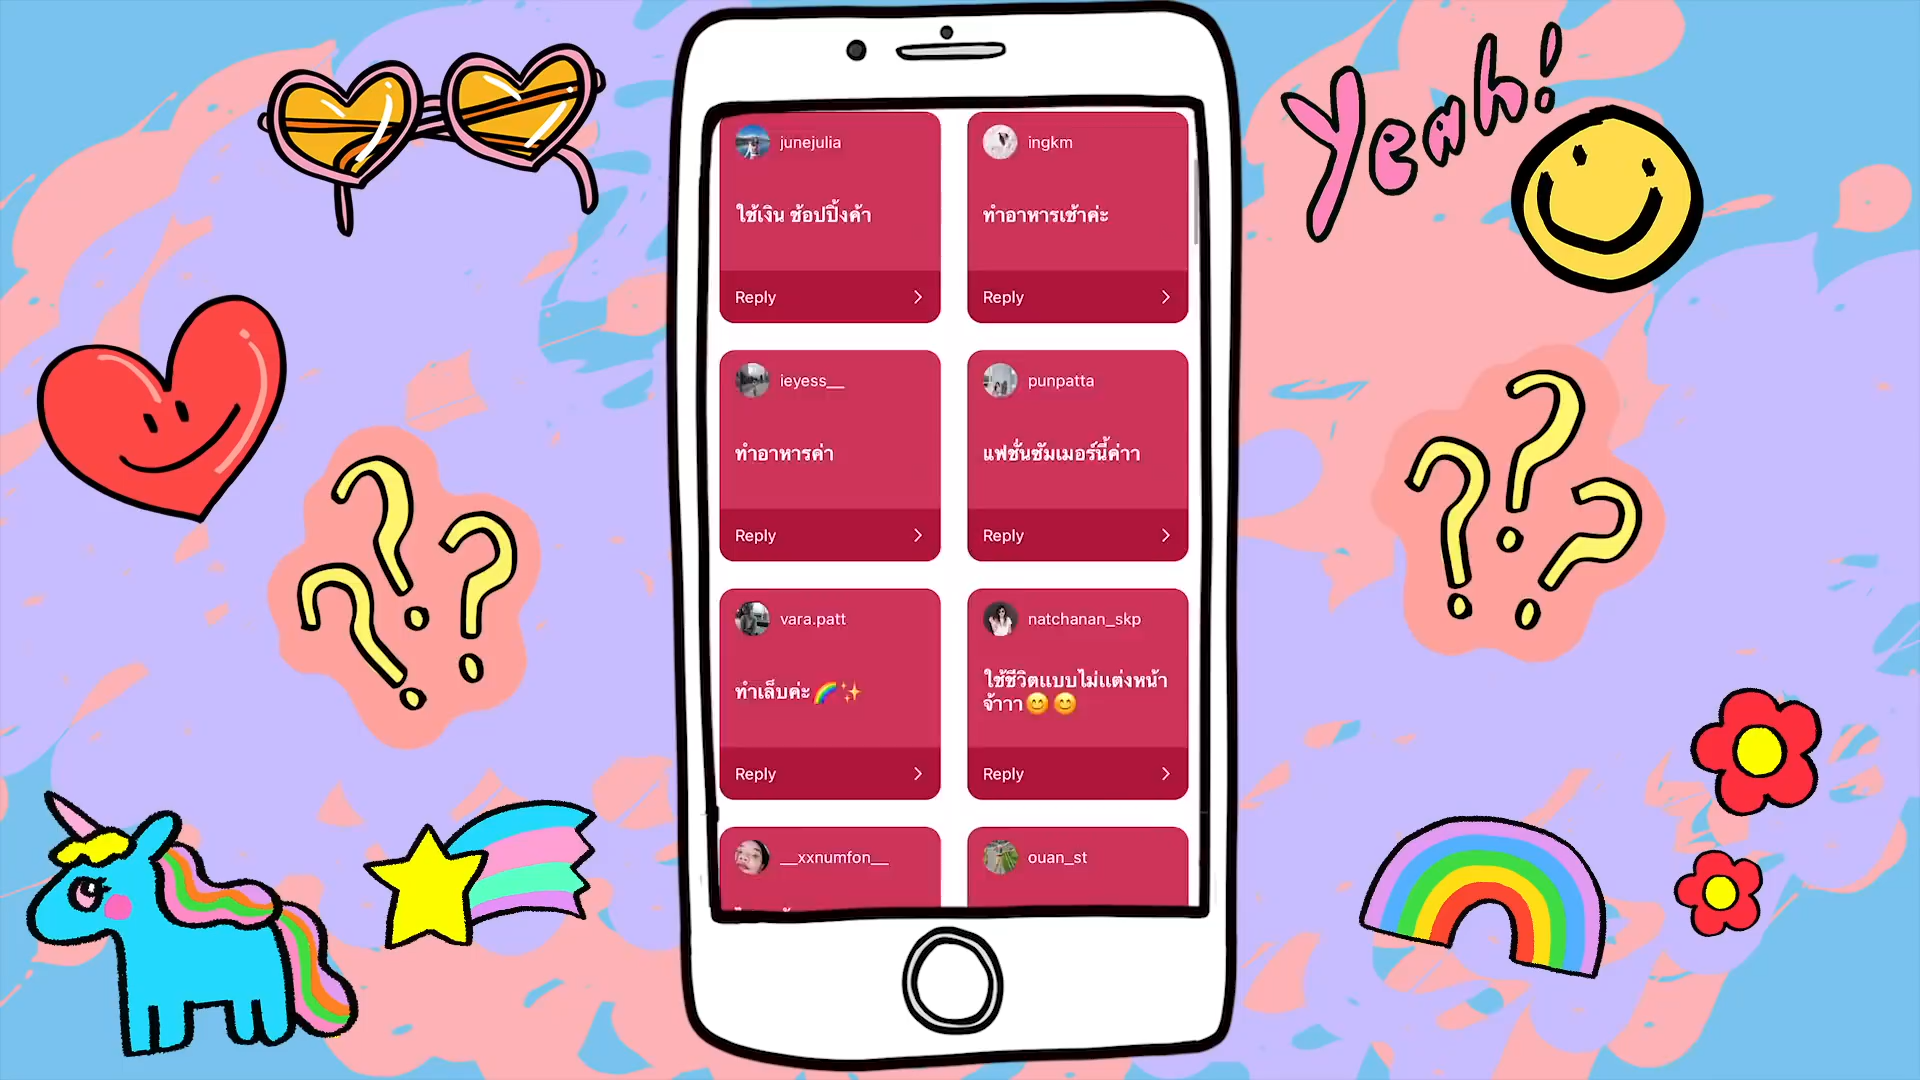 Yeah!
junejulia
ใช้เงิน ช้อปปิ้งค้า
Reply
ingkm
ทำอาหารเช้าค่ะ
Reply
ieyess__
ทำอาหารค่า
Reply
punpatta
แฟชั่นซัมเมอร์นี้ค่าา
Reply
vara.patt
ทำเล็บค่ะ🌈✨
Reply
natchanan_skp
ใช้ชีวิตแบบไม่แต่งหน้า
จ้าาา😊😊
Reply
__xxnumfon__
ouan_st